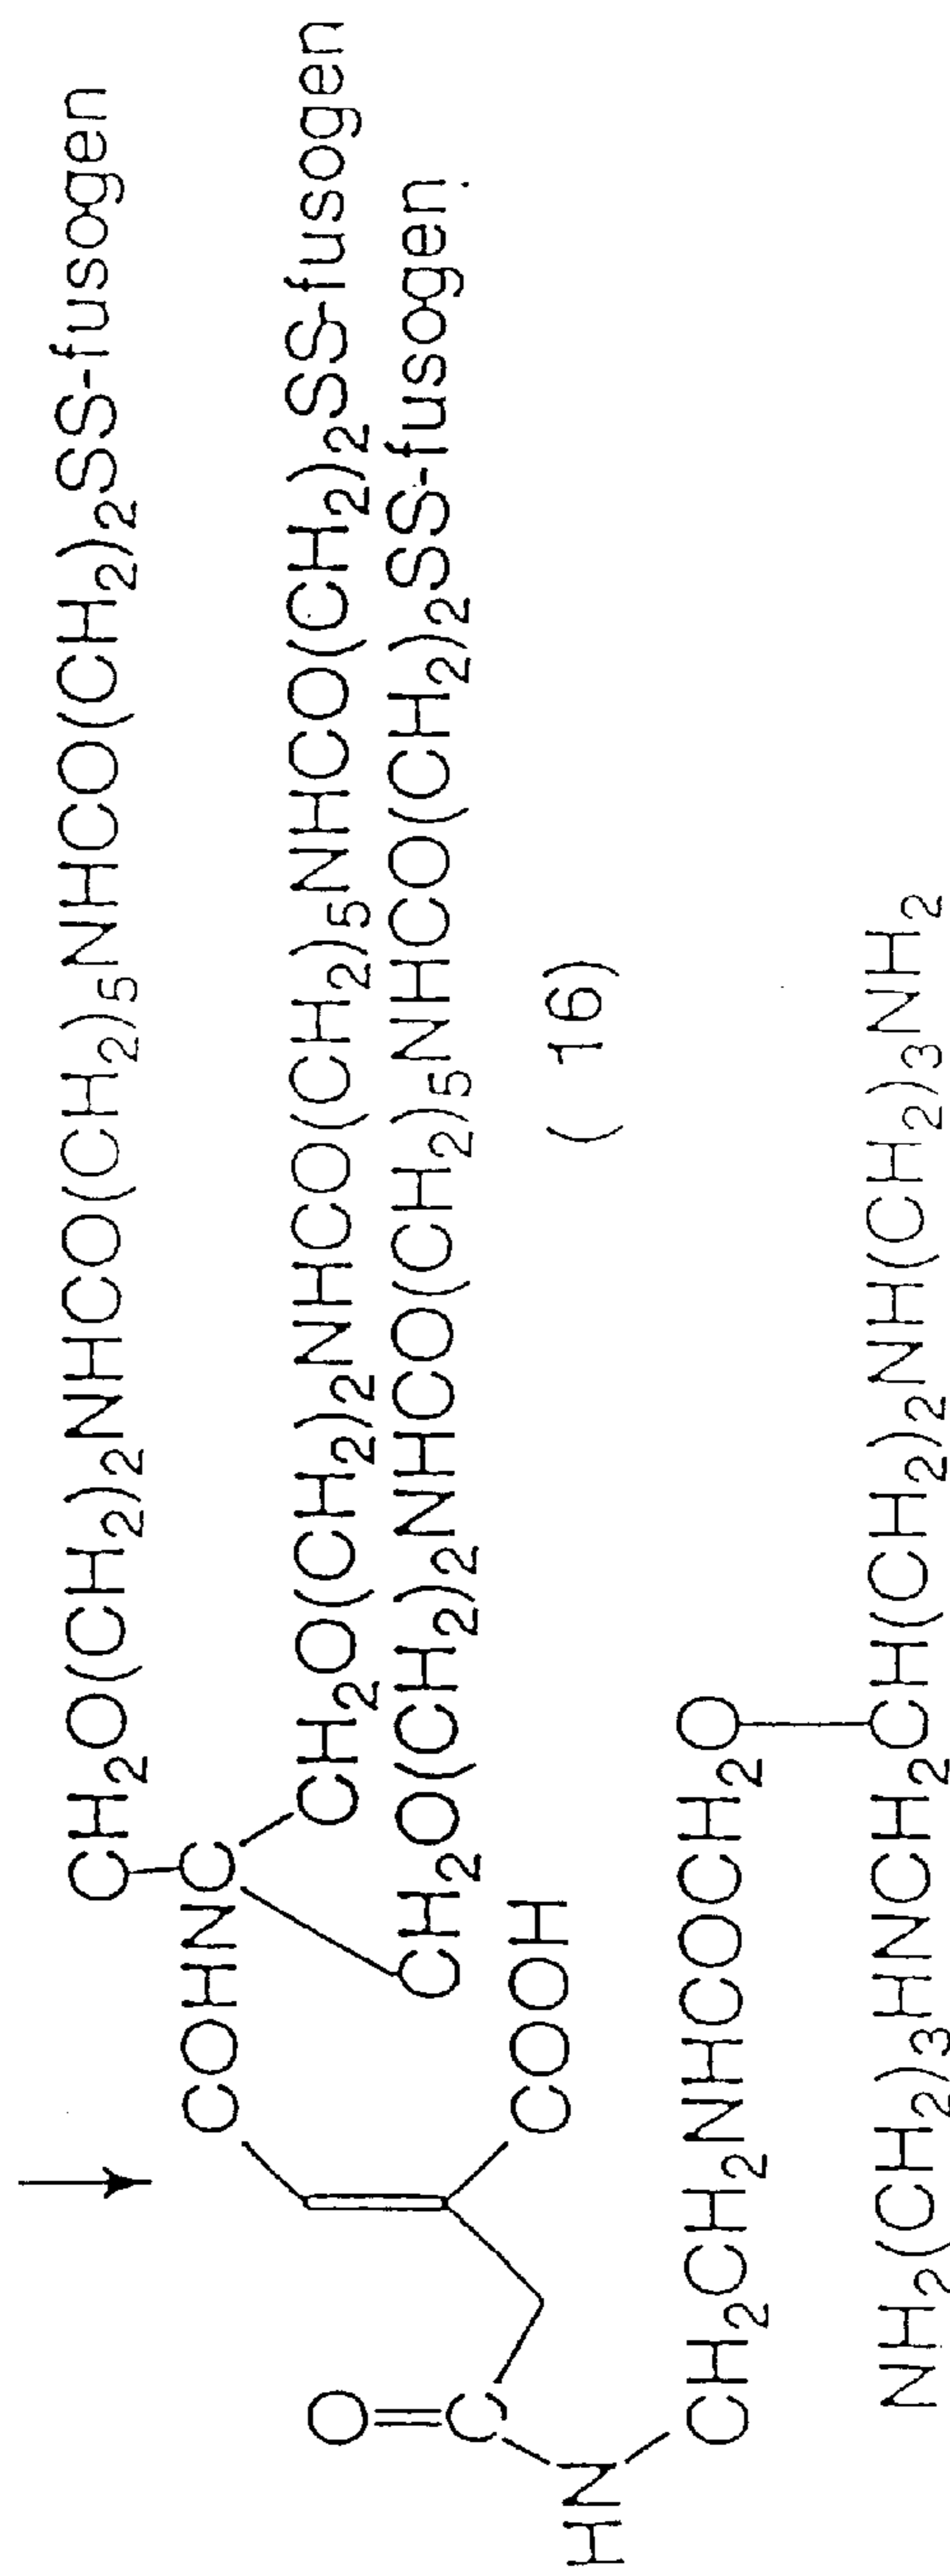 CH₂O(CH₂)₂NHCO(CH₂)₅NHCO(CH₂)₂SS-fusogen
COHNC
CH₂O(CH₂)₂NHCO(CH₂)₅NHCO(CH₂)₂SS-fusogen
CH₂O(CH₂)₂NHCO(CH₂)₅NHCO(CH₂)₂SS-fusogen
COOH
O
C
HN
(16)
CH₂CH₂NHCOCH₂O
NH₂(CH₂)₃HNCH₂CH(CH₂)₂NH(CH₂)₃NH₂